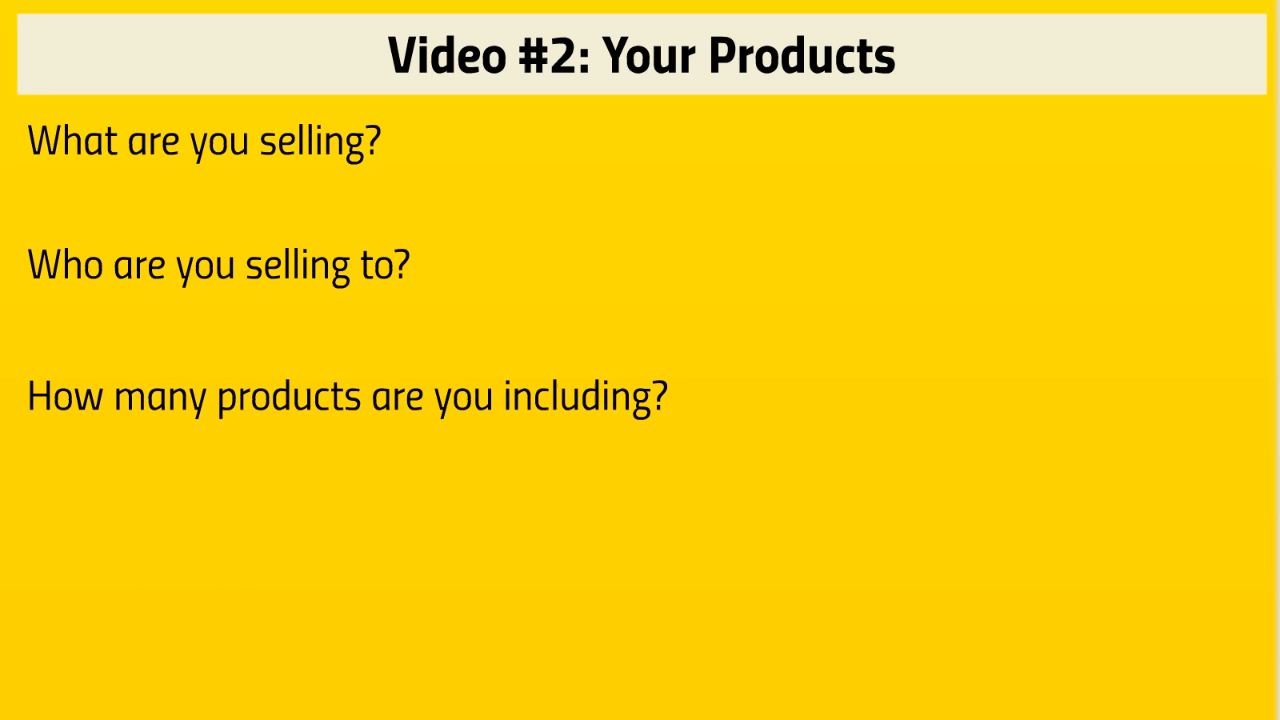 Video #2: Your Products
What are you selling?
Who are you selling to?
How many products are you including?